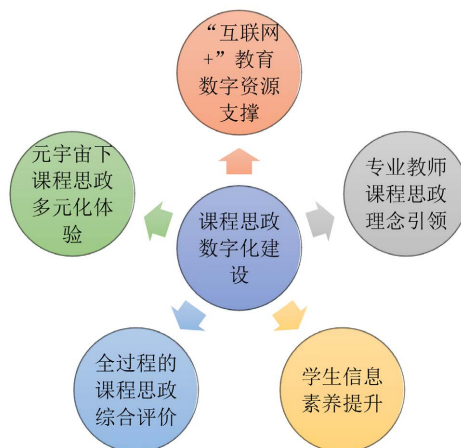 “互联网
+”教育
数字资源
支撑
元宇宙下
课程思政
多元化体
验
专业教师
课程思政
理念引领
课程思政
数字化建
设
全过程的
课程思政
综合评价
学生信息
素养提升